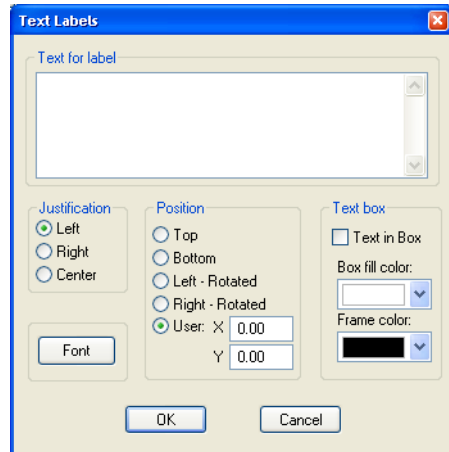 Text Labels
Text for label
Justification
Left
Right
Center
Font
Position
Top
Bottom
Left - Rotated
Right - Rotated
User: X 0.00
Y 0.00
Text box
Text in Box
Box fill color:
Frame color:
OK
Cancel